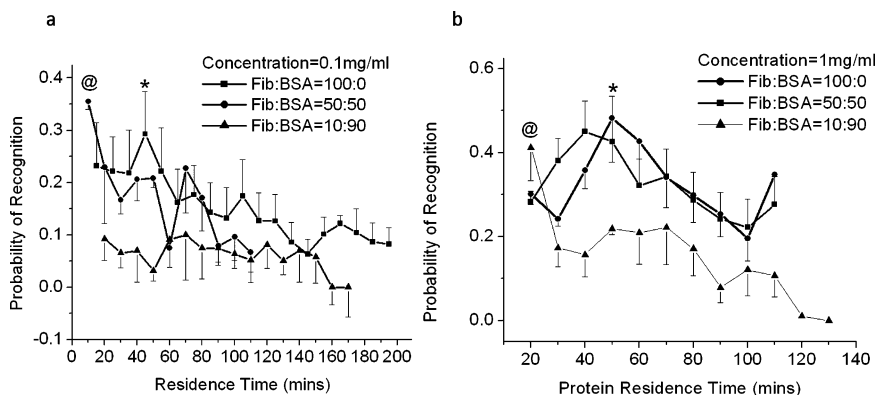 a
Concentration=0.1mg/ml
Fib:BSA=100:0
Fib:BSA=50:50
Fib:BSA=10:90
@
*
0.4
0.3
0.2
0.1
0.0
-0.1
Probability of Recognition
0 20 40 60 80 100 120 140 160 180 200
Residence Time (mins)
b
Concentration=1mg/ml
Fib:BSA=100:0
Fib:BSA=50:50
Fib:BSA=10:90
@
*
0.6
0.4
0.2
0.0
Probability of Recognition
20 40 60 80 100 120 140
Protein Residence Time (mins)